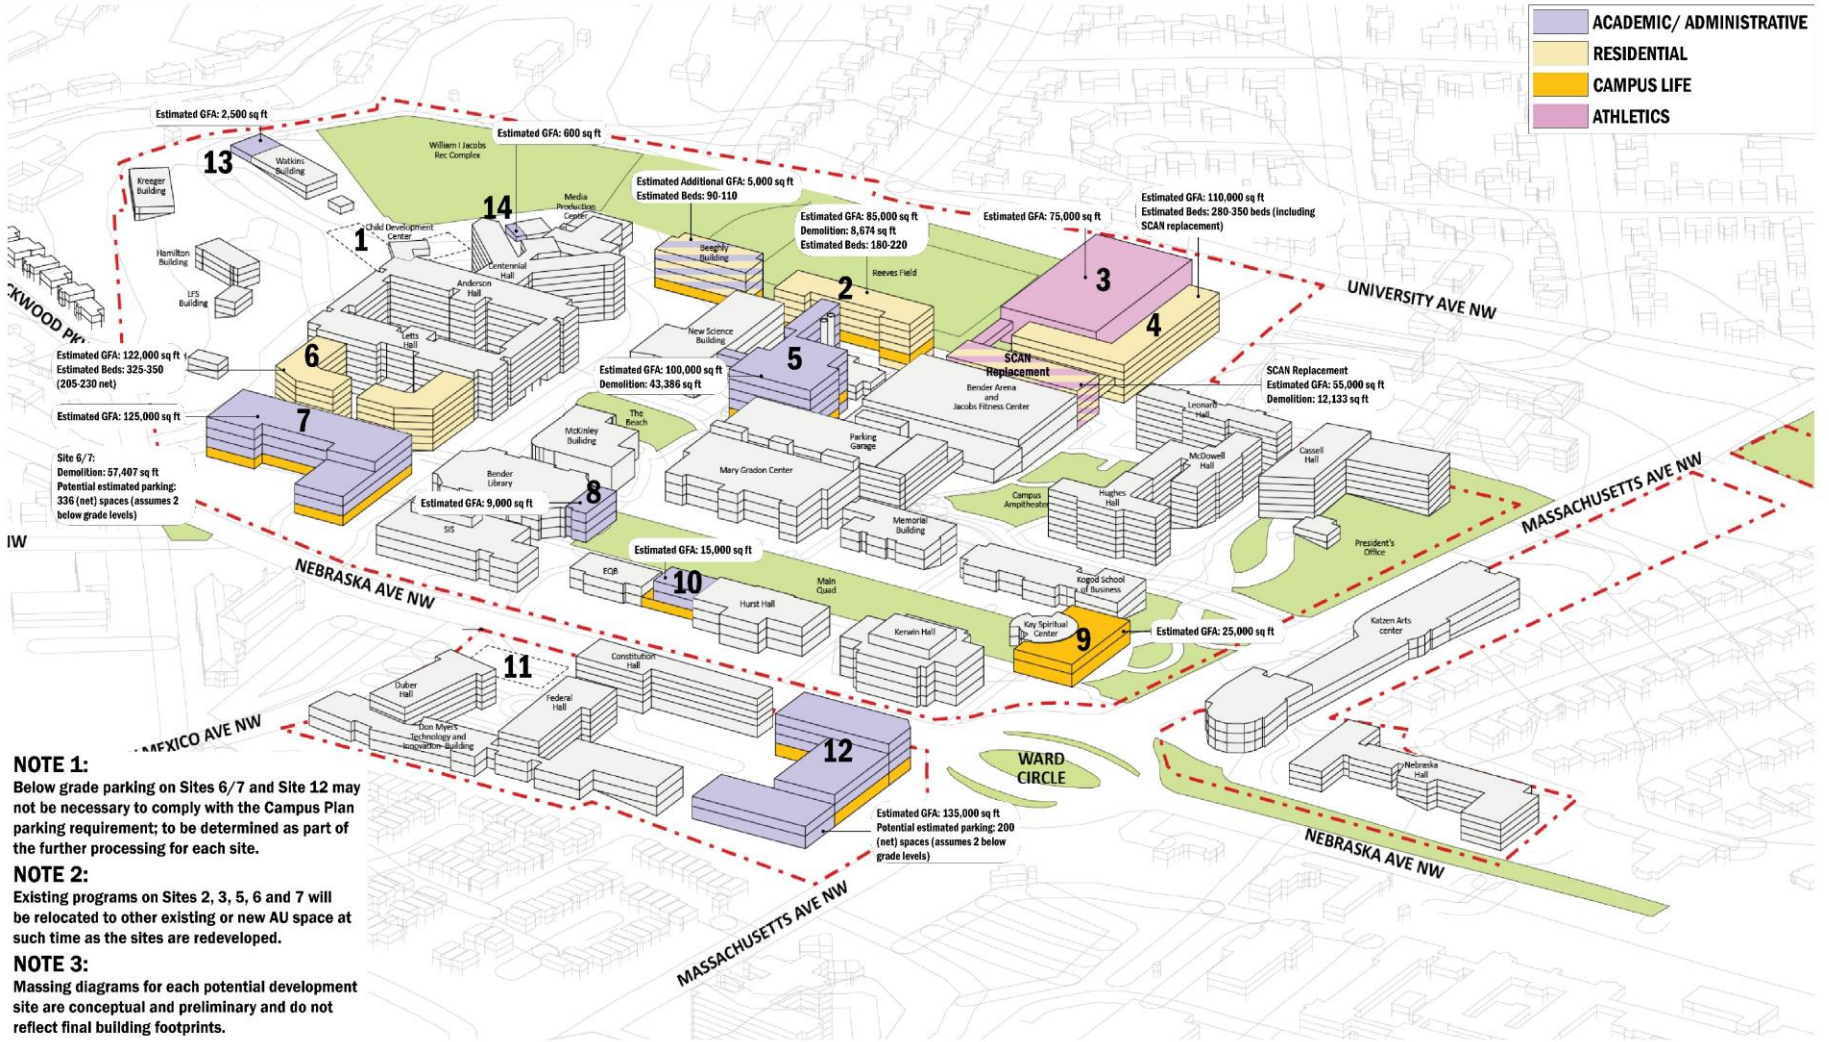 ACADEMIC/ ADMINISTRATIVE
RESIDENTIAL
CAMPUS LIFE
ATHLETICS
Estimated GFA: 2,500 sq ft
13
Watkins
Building
Kreeger
Building
William I Jacobs
Rec Complex
Estimated GFA: 600 sq ft
14
Media
Production
Center
1
Child Development
Center
Centennial
Hall
Hamilton
Building
LFS
Building
Anderson
Hall
Letts
Hall
Estimated Additional GFA: 5,000 sq ft
Estimated Beds: 90-110
Beeghly
Building
Estimated GFA: 85,000 sq ft
Demolition: 8,674 sq ft
Estimated Beds: 180-220
2
Reeves Field
Estimated GFA: 75,000 sq ft
3
Estimated GFA: 110,000 sq ft
Estimated Beds: 280-350 beds (including
SCAN replacement)
4
UNIVERSITY AVE NW
SCAN
Replacement
SCAN Replacement
Estimated GFA: 55,000 sq ft
Demolition: 12,133 sq ft
New Science
Building
Estimated GFA: 100,000 sq ft
Demolition: 43,386 sq ft
5
Bender Arena
and
Jacobs Fitness Center
Leonard
Hall
McDowell
Hall
Cassell
Hall
Hughes
Hall
Campus
Ampitheater
Parking
Garage
Mary Gradon Center
Memorial
Building
The
Beach
McKinley
Builidng
Bender
Library
CKWOOD PK
Estimated GFA: 122,000 sq ft
Estimated Beds: 325-350
(205-230 net)
6
Estimated GFA: 125,000 sq ft
7
Site 6/7:
Demolition: 57,407 sq ft
Potential estimated parking:
336 (net) spaces (assumes 2
below grade levels)
Estimated GFA: 9,000 sq ft
8
SIS
NW
NEBRASKA AVE NW
Estimated GFA: 15,000 sq ft
EQB
10
Hurst Hall
Main
Quad
Kerwin Hall
Kogod School
of Business
Kay Spiritual
Center
9
Estimated GFA: 25,000 sq ft
President's
Office
MASSACHUSETTS AVE NW
Katzen Arts
center
Nebraska
Hall
NEBRASKA AVE NW
11
Constitution
Hall
Duber
Hall
Federal
Hall
Don Myers
Technology and
Innovation Building
MEXICO AVE NW
12
Estimated GFA: 135,000 sq ft
Potential estimated parking: 200
(net) spaces (assumes 2 below
grade levels)
WARD
CIRCLE
MASSACHUSETTS AVE NW
NOTE 1:
Below grade parking on Sites 6/7 and Site 12 may
not be necessary to comply with the Campus Plan
parking requirement; to be determined as part of
the further processing for each site.
NOTE 2:
Existing programs on Sites 2, 3, 5, 6 and 7 will
be relocated to other existing or new AU space at
such time as the sites are redeveloped.
NOTE 3:
Massing diagrams for each potential development
site are conceptual and preliminary and do not
reflect final building footprints.